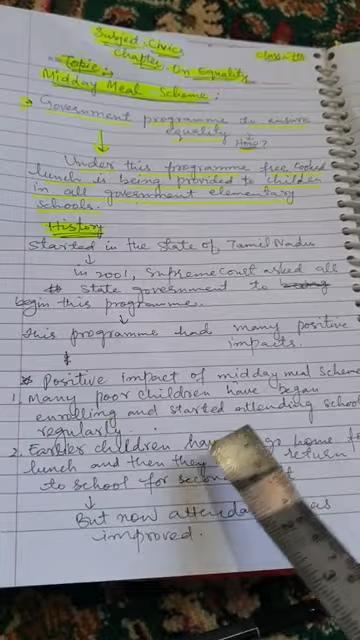 Subject Civics
Class-VII
Chapter On Equality
Topic:
Midday Meal Scheme:
Government programme to ensure
equality
How?
Under this programme free cooked
lunch is being provided to children
in all government elementary
schools.
History
Started in the State of Tamil Nadu
In 2001, Supreme Court asked all
state government to
begin this programme.
This programme had many positive
impacts.
Positive impact of midday meal scheme
1. Many poor children have began
enrolling and started attending school
regularly.
2. Earlier children go home for
lunch and then they return
to school for
But now
improved.